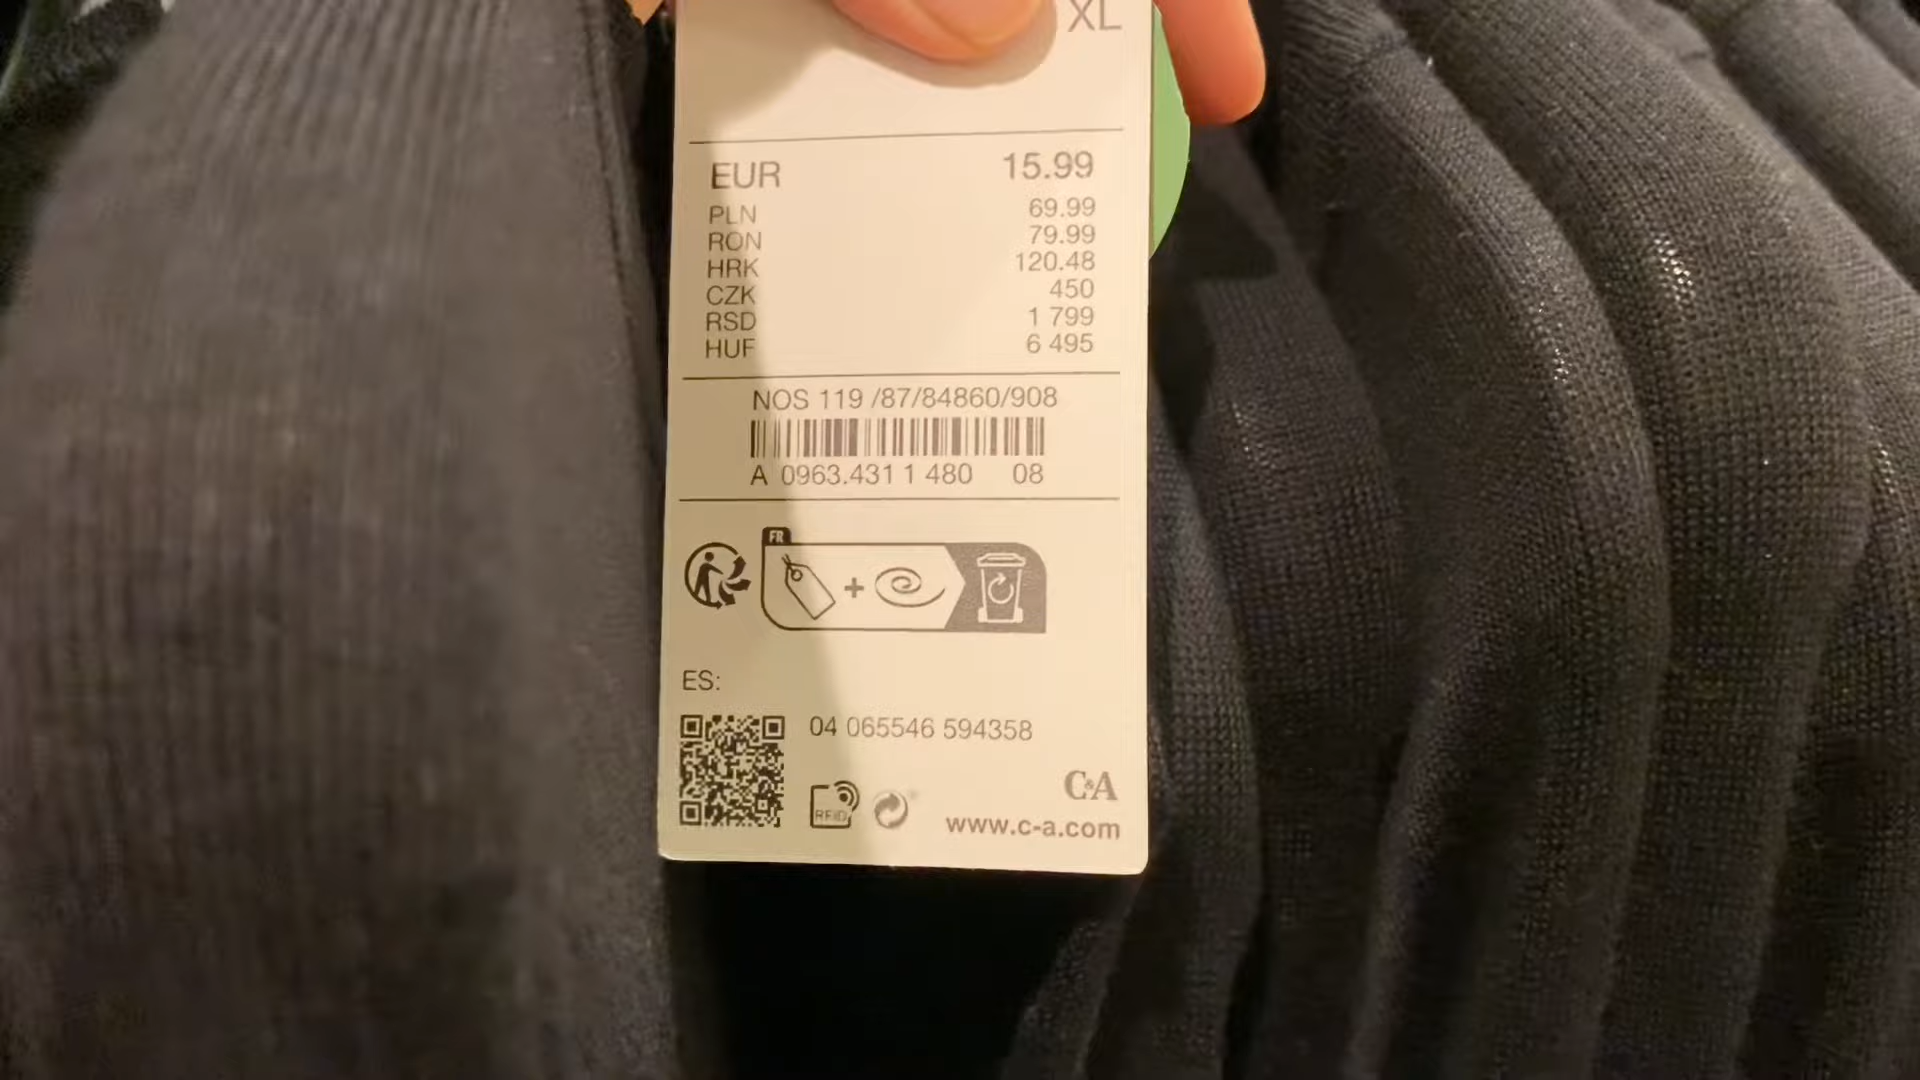 XL
EUR 15.99
PLN 69.99
RON 79.99
HRK 120.48
CZK 450
RSD 1 799
HUF 6 495
NOS 119 /87/84860/908
A 0963.431 1 480 08
FR
+
ES:
04 065546 594358
RFID
C&A
www.c-a.com